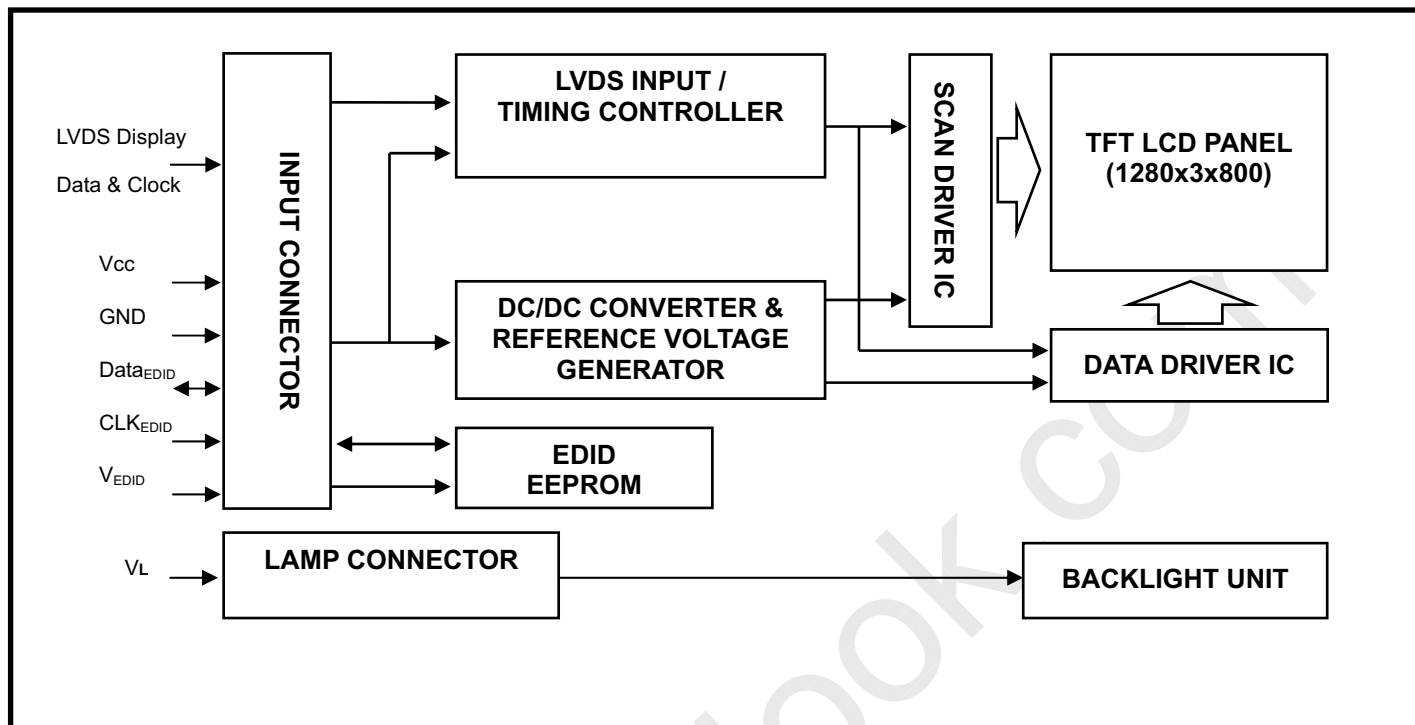 LVDS Display
Data & Clock
Vcc
GND
DataEDID
CLKEDID
VEDID
VL
INPUT CONNECTOR
LVDS INPUT /
TIMING CONTROLLER
DC/DC CONVERTER &
REFERENCE VOLTAGE
GENERATOR
EDID
EEPROM
LAMP CONNECTOR
SCAN DRIVER IC
TFT LCD PANEL
(1280x3x800)
DATA DRIVER IC
BACKLIGHT UNIT
look.com